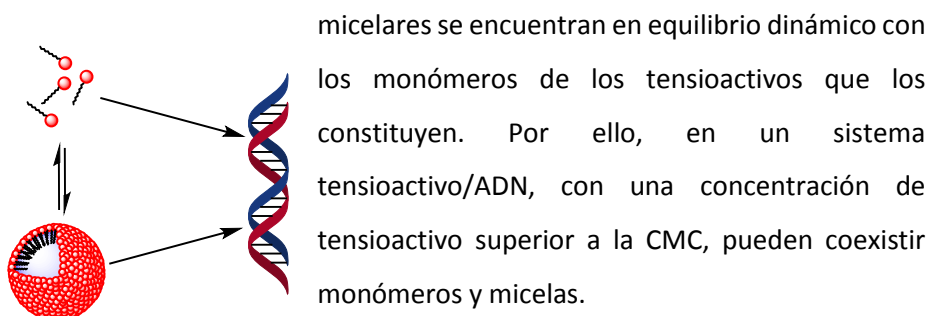 micelares se encuentran en equilibrio dinámico con
los monómeros de los tensioactivos que los
constituyen. Por ello, en un sistema
tensioactivo/ADN, con una concentración de
tensioactivo superior a la CMC, pueden coexistir
monómeros y micelas.